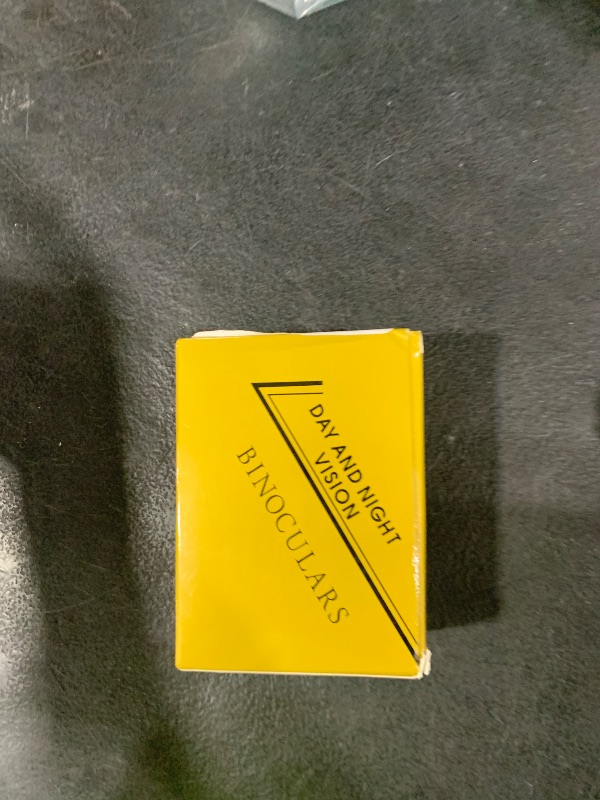 DAY AND NIGHT
VISION
BINOCULARS